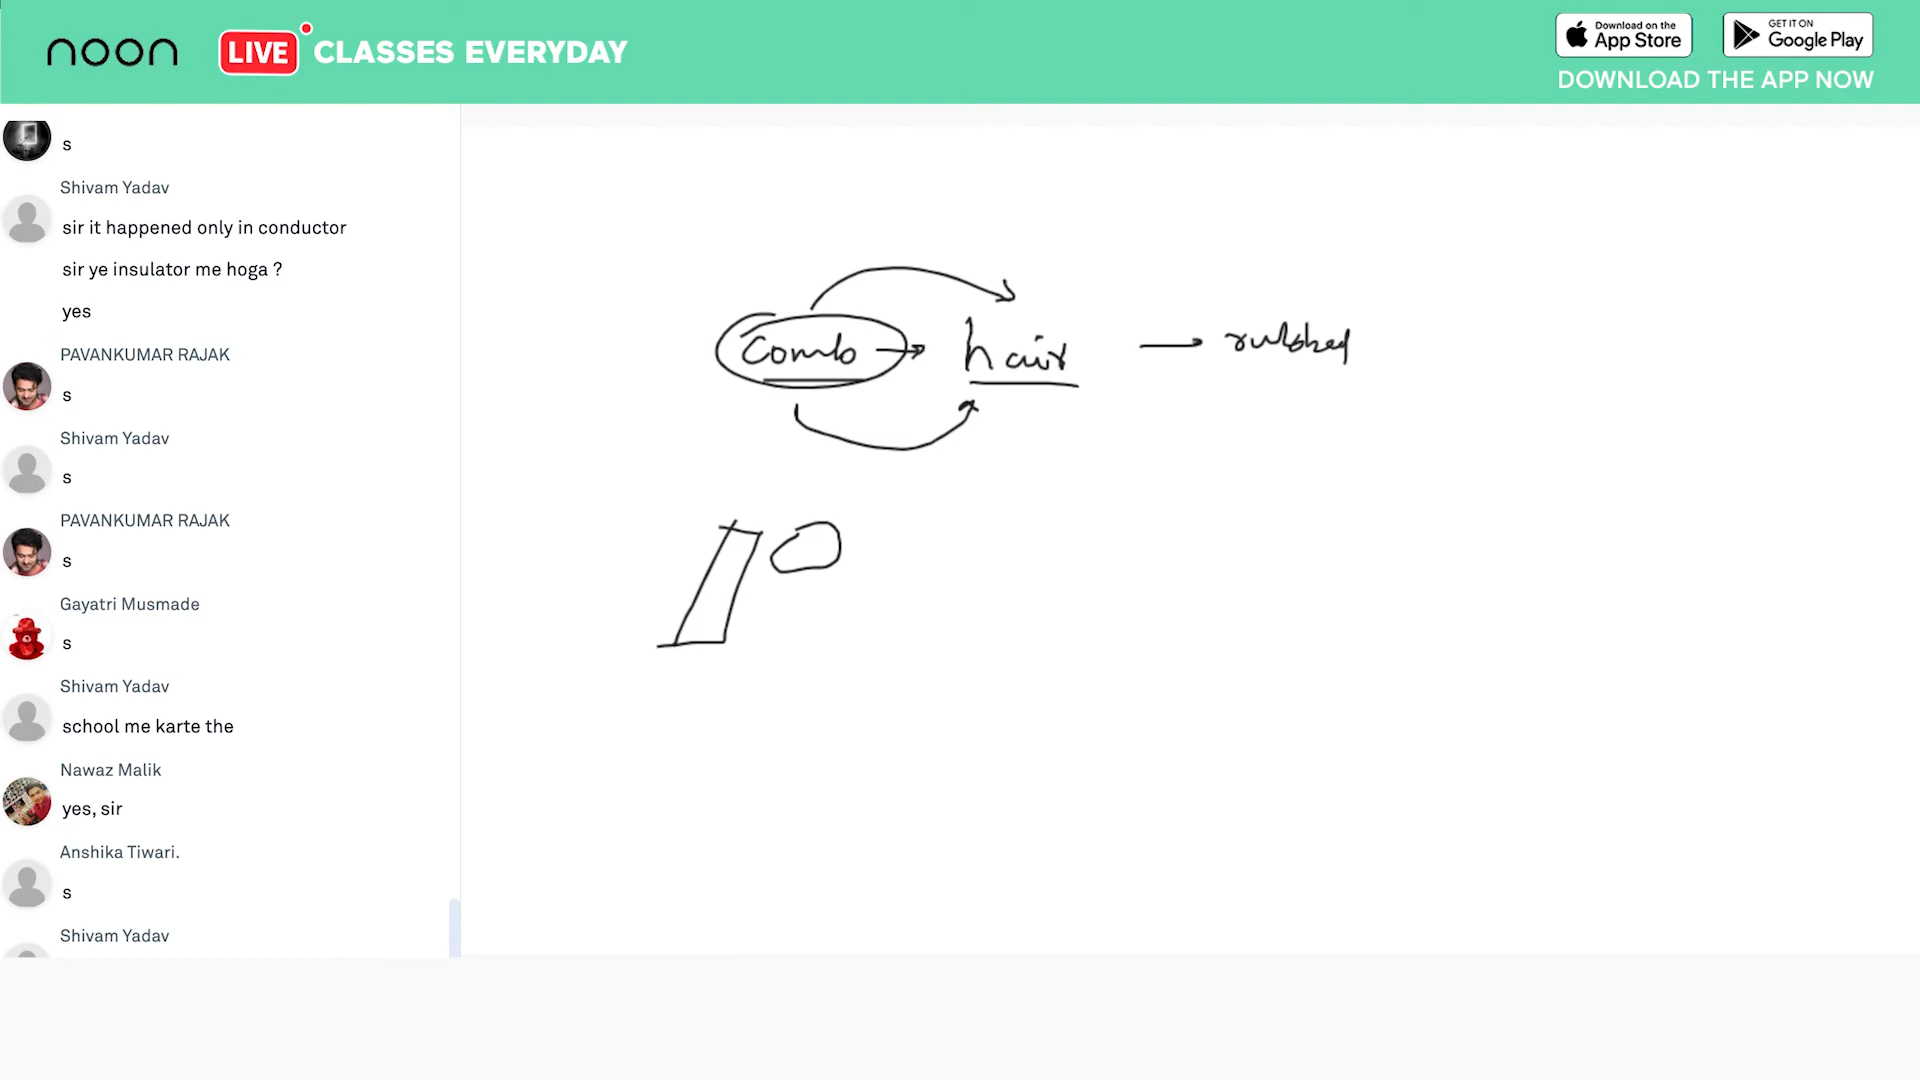 noon LIVE CLASSES EVERYDAY
Download on the App Store
GET IT ON Google Play
DOWNLOAD THE APP NOW
s
Shivam Yadav
sir it happened only in conductor
sir ye insulator me hoga ?
yes
PAVANKUMAR RAJAK
s
Shivam Yadav
s
PAVANKUMAR RAJAK
s
Gayatri Musmade
s
Shivam Yadav
school me karte the
Nawaz Malik
yes, sir
Anshika Tiwari.
s
Shivam Yadav
Comb → hair → rubbed